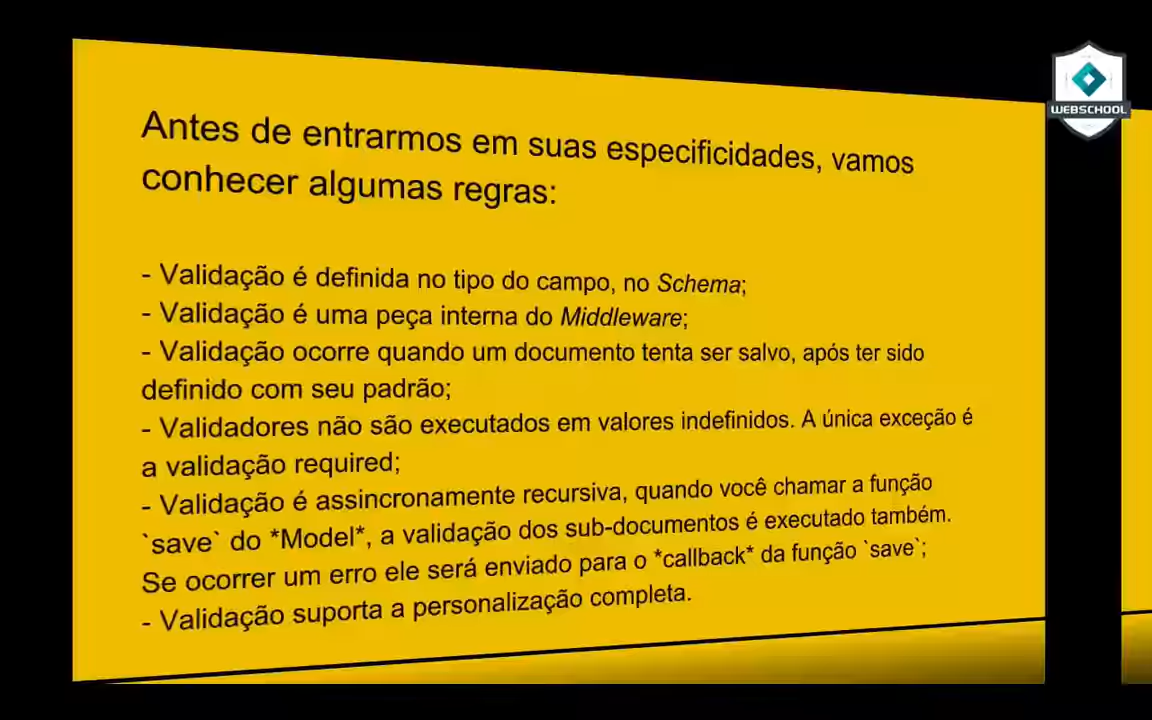 WEBSCHOOL
Antes de entrarmos em suas especificidades, vamos
conhecer algumas regras:
- Validação é definida no tipo do campo, no Schema;
- Validação é uma peça interna do Middleware;
- Validação ocorre quando um documento tenta ser salvo, após ter sido
definido com seu padrão;
- Validadores não são executados em valores indefinidos. A única exceção é
a validação required;
- Validação é assincronamente recursiva, quando você chamar a função
`save` do *Model*, a validação dos sub-documentos é executado também.
Se ocorrer um erro ele será enviado para o *callback* da função `save`;
- Validação suporta a personalização completa.